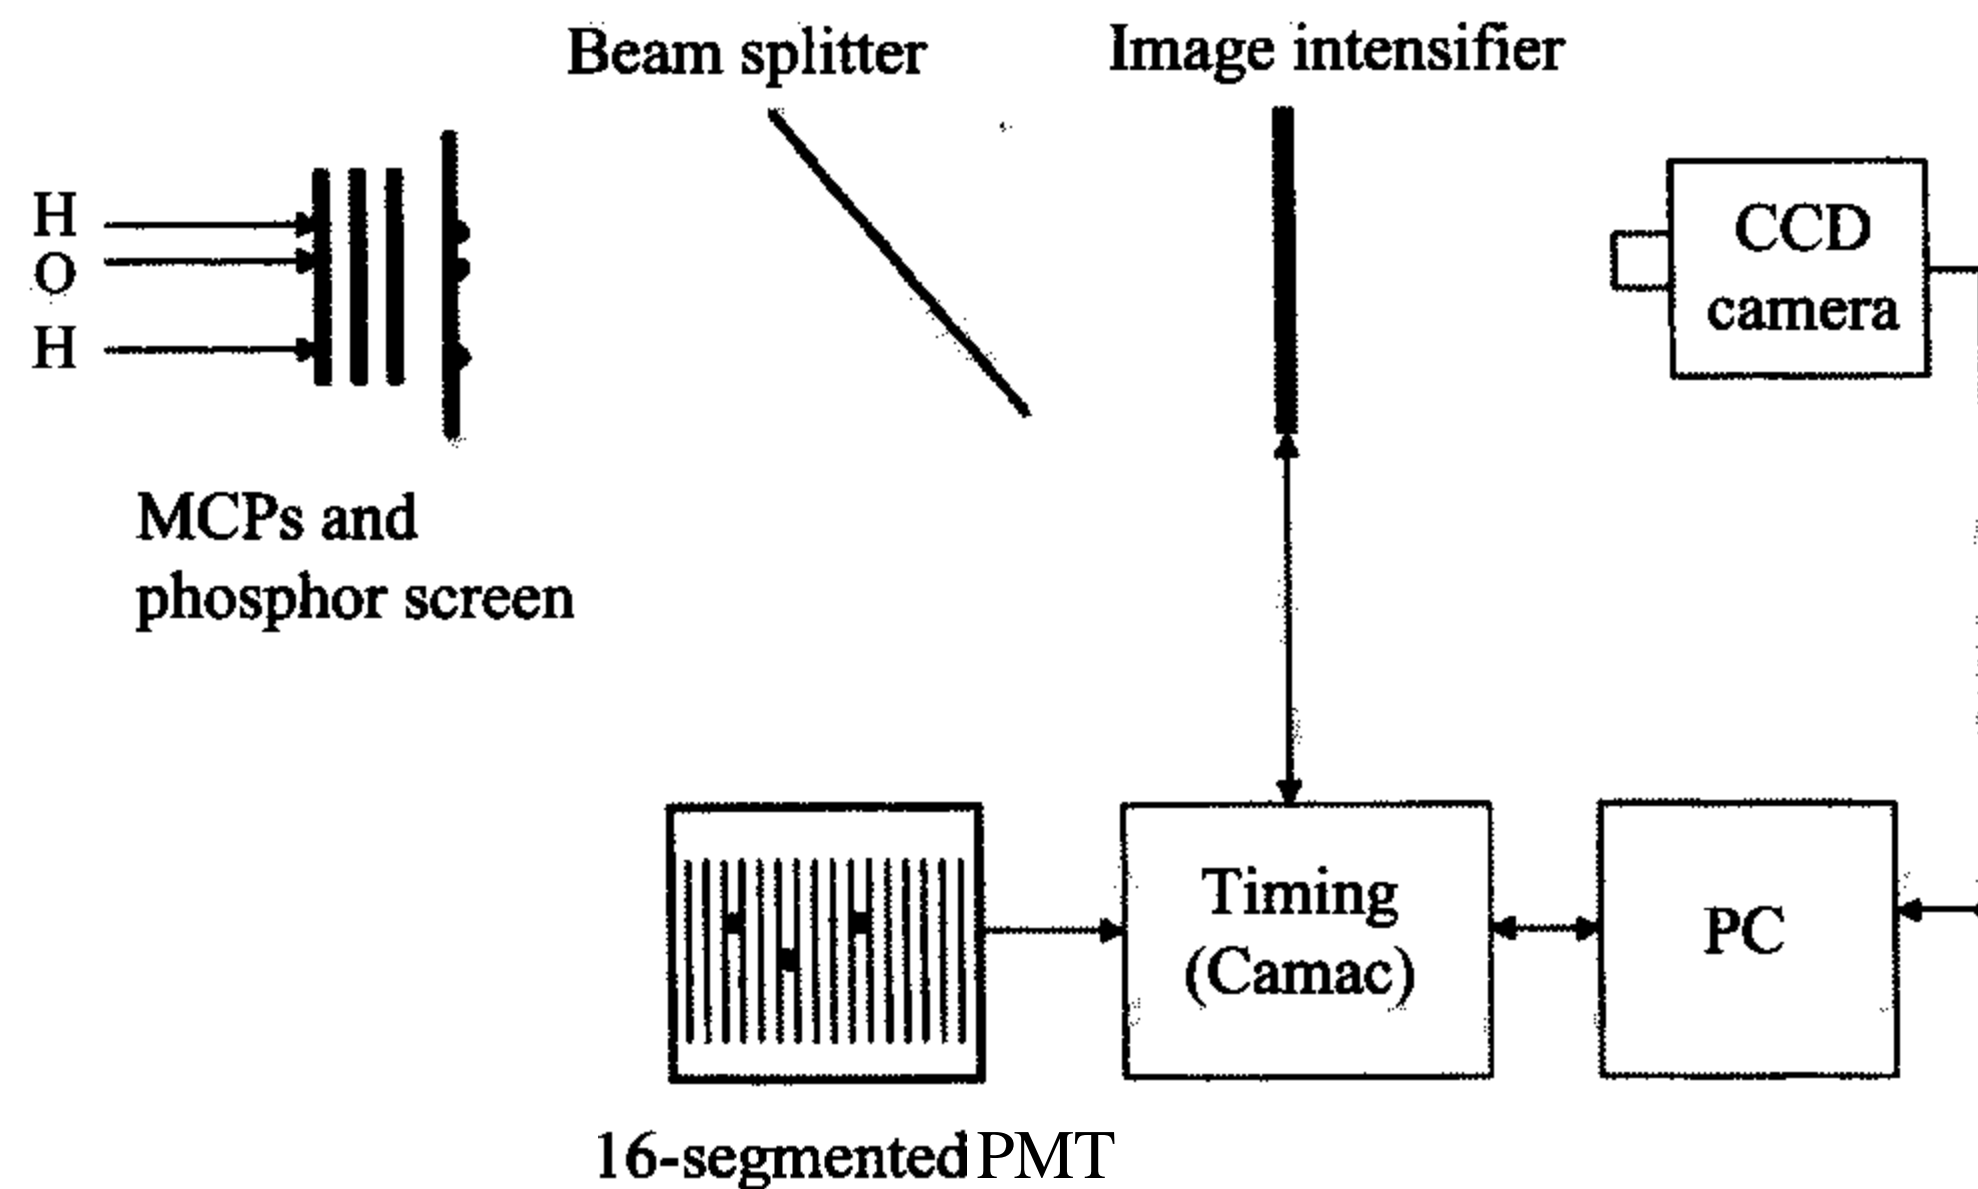 Beam splitter
Image intensifier
H
O
H
CCD
camera
MCPs and
phosphor screen
Timing
(Camac)
PC
16-segmented PMT